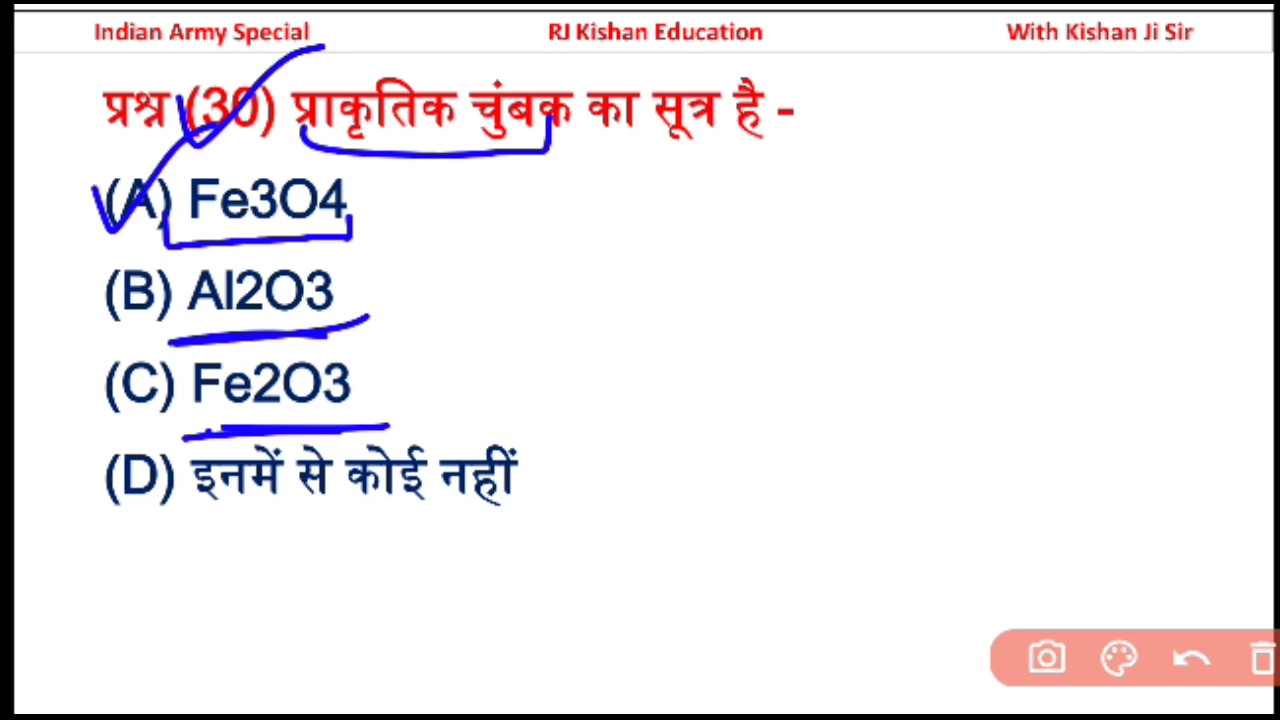 Indian Army Special RJ Kishan Education With Kishan Ji Sir
प्रश्न (30) प्राकृतिक चुंबक का सूत्र है -
(A) Fe3O4
(B) Al2O3
(C) Fe2O3
(D) इनमें से कोई नहीं